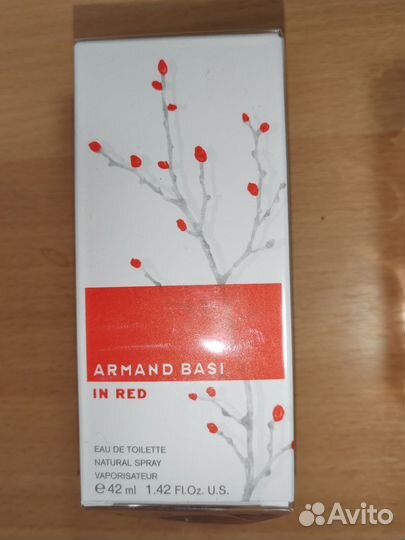 ARMAND BASI
IN RED
EAU DE TOILETTE
NATURAL SPRAY
VAPORISATEUR
℮ 42 ml 1.42 Fl.Oz. U.S.
Avito